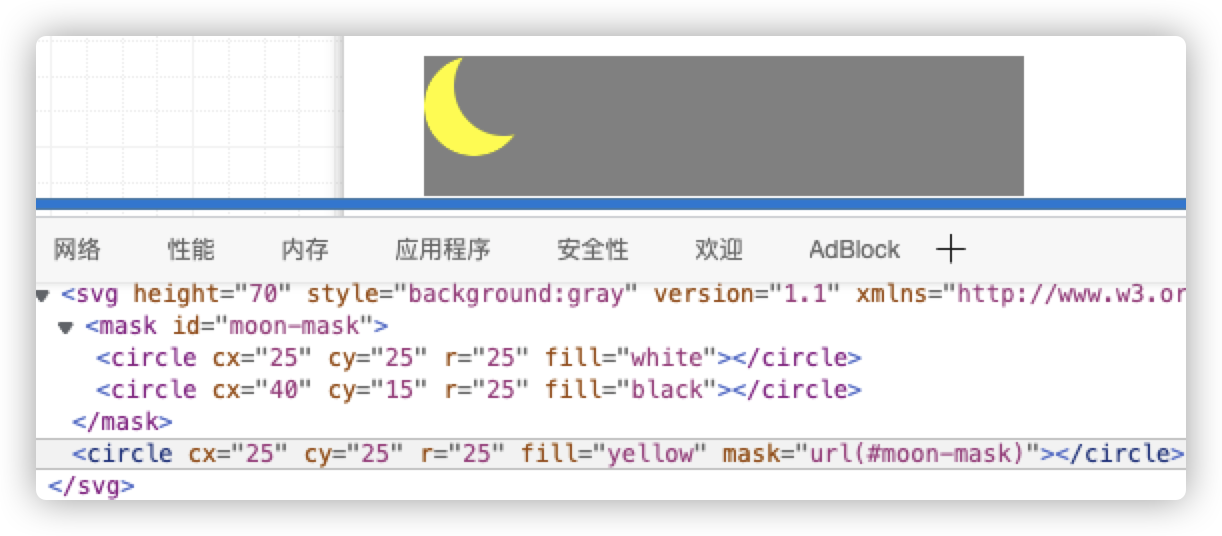 网络 性能 内存 应用程序 安全性 欢迎 AdBlock
<svg height="70" style="background:gray" version="1.1" xmlns="http://www.w3.or
<mask id="moon-mask">
<circle cx="25" cy="25" r="25" fill="white"></circle>
<circle cx="40" cy="15" r="25" fill="black"></circle>
</mask>
<circle cx="25" cy="25" r="25" fill="yellow" mask="url(#moon-mask)"></circle>
</svg>